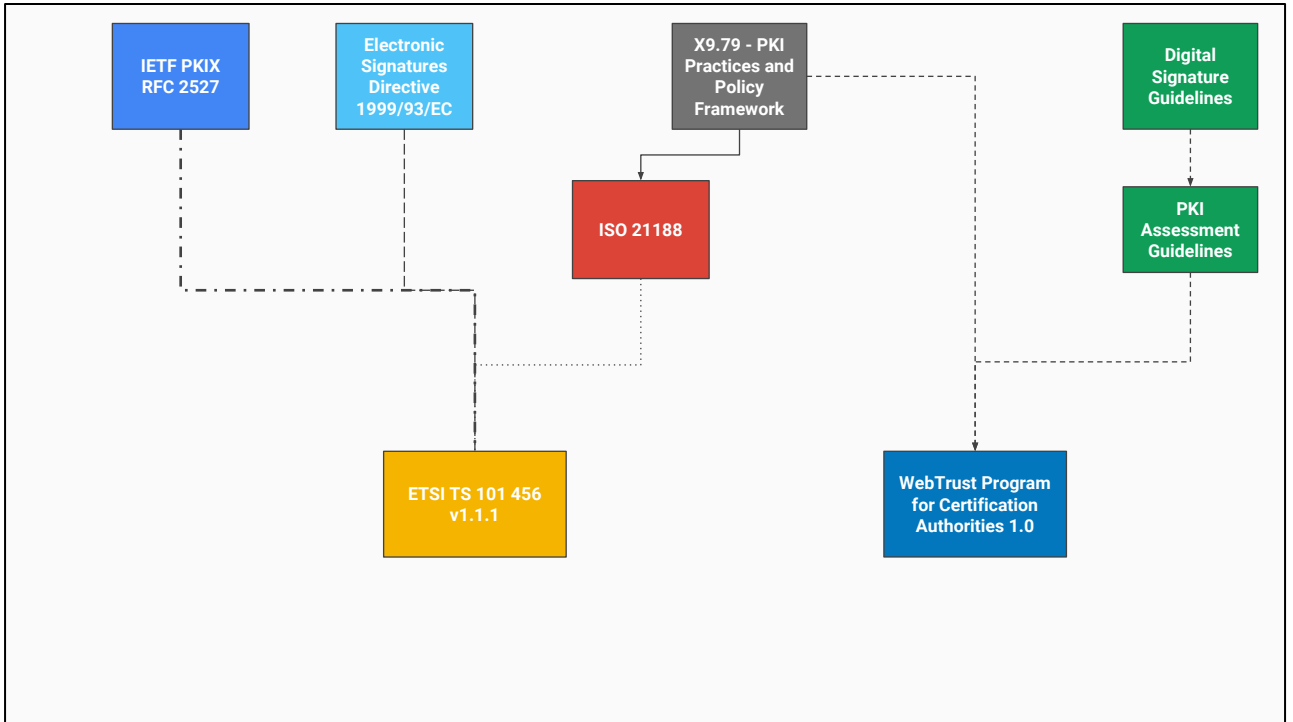 IETF PKIX
RFC 2527
Electronic
Signatures
Directive
1999/93/EC
X9.79 - PKI
Practices and
Policy
Framework
Digital
Signature
Guidelines
ISO 21188
PKI
Assessment
Guidelines
ETSI TS 101 456
v1.1.1
WebTrust Program
for Certification
Authorities 1.0